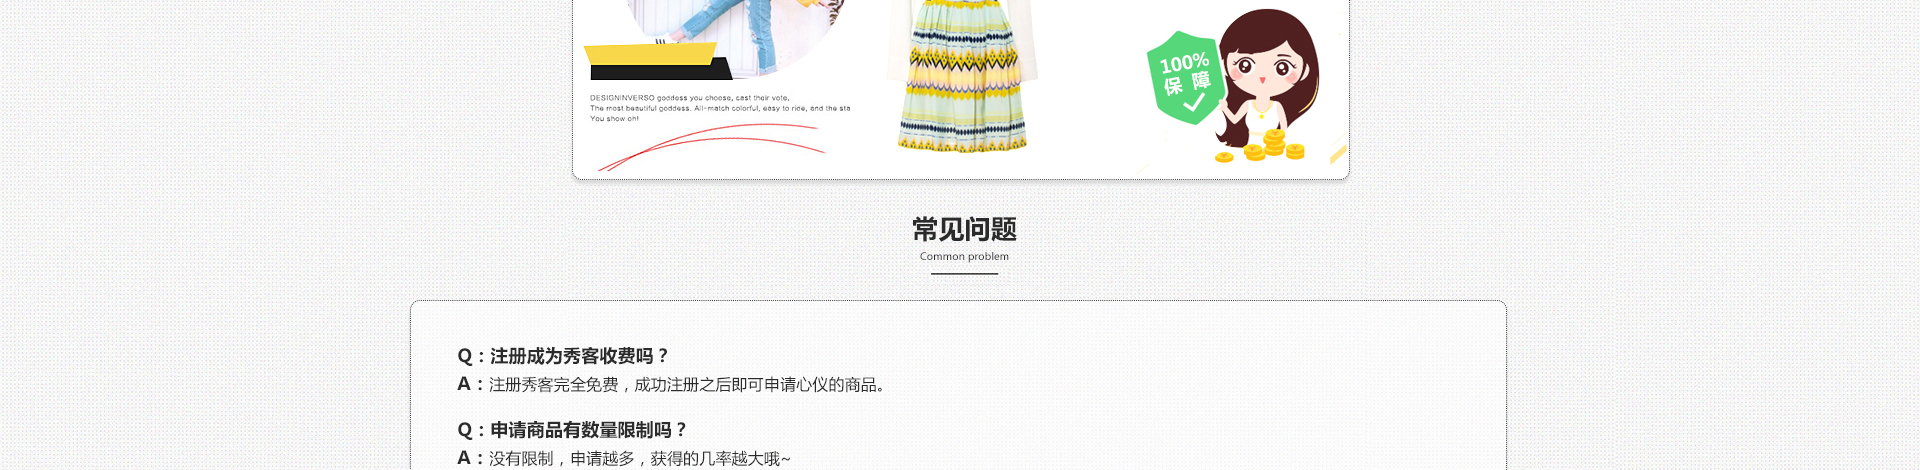 100%
保 障
DESIGNINVERSO goddess you choose, cast their vote,
The most beautiful goddess. All-match colorful, easy to ride, and the sta
You show oh!
常见问题
Common problem
Q：注册成为秀客收费吗？
A：注册秀客完全免费，成功注册之后即可申请心仪的商品。
Q：申请商品有数量限制吗？
A：没有限制，申请越多，获得的几率越大哦~